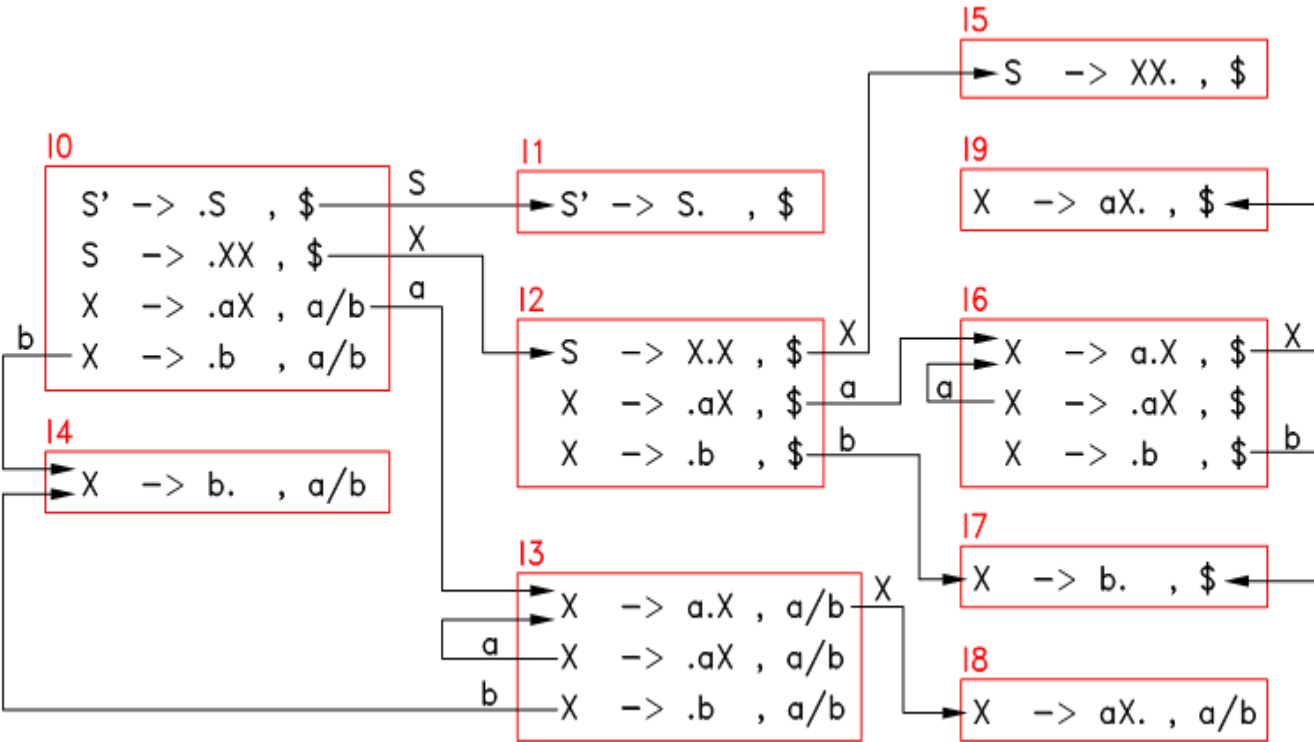 I0
S' -> .S , $
S -> .XX , $
X -> .aX , a/b
X -> .b , a/b
S
X
a
b
I4
X -> b. , a/b
I1
S' -> S. , $
I2
S -> X.X , $
X -> .aX , $
X -> .b , $
X
a
b
I3
X -> a.X , a/b
X -> .aX , a/b
X -> .b , a/b
X
a
b
I5
S -> XX. , $
I9
X -> aX. , $
I6
X -> a.X , $
X -> .aX , $
X -> .b , $
X
a
b
I7
X -> b. , $
I8
X -> aX. , a/b